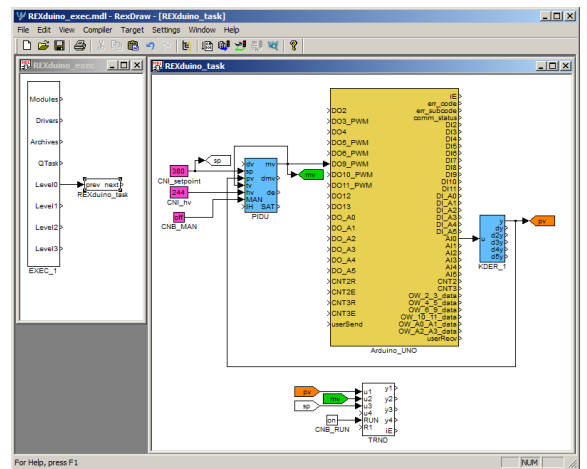 REXduino_exec.mdl - RexDraw - [REXduino_task]
File Edit View Compiler Target Settings Window Help
REXduino_exec
Modules
Drivers
Archives
QTask
Level0
prev next
REXduino_task
Level1
Level2
Level3
EXEC_1
REXduino_task
380
CNI_setpoint
244
CNI_hv
off
CNB_MAN
sp
dv
sp
pv
tv
hv
MAN
IH
mv
dmv
de
SAT
PIDU
mv
DO2
DO3_PWM
DO4
DO5_PWM
DO6_PWM
DO7
DO8
DO9_PWM
DO10_PWM
DO11_PWM
DO12
DO13
DO_A0
DO_A1
DO_A2
DO_A3
DO_A4
DO_A5
CNT2R
CNT2E
CNT3R
CNT3E
userSend
iE
err_code
err_subcode
comm_status
DI2
DI3
DI4
DI5
DI6
DI7
DI8
DI9
DI10
DI11
DI_A0
DI_A1
DI_A2
DI_A3
DI_A4
DI_A5
AI0
AI1
AI2
AI3
AI4
AI5
CNT2
CNT3
OW_2_3_data
OW_4_5_data
OW_8_9_data
OW_10_11_data
OW_A0_A1_data
OW_A2_A3_data
userRecv
Arduino_UNO
u
y
dy
d2y
d3y
d4y
d5y
KDER_1
pv
pv
mv
sp
on
CNB_RUN
u1
u2
u3
u4
RUN
R1
y1
y2
y3
y4
iE
TRND
For Help, press F1
NUM